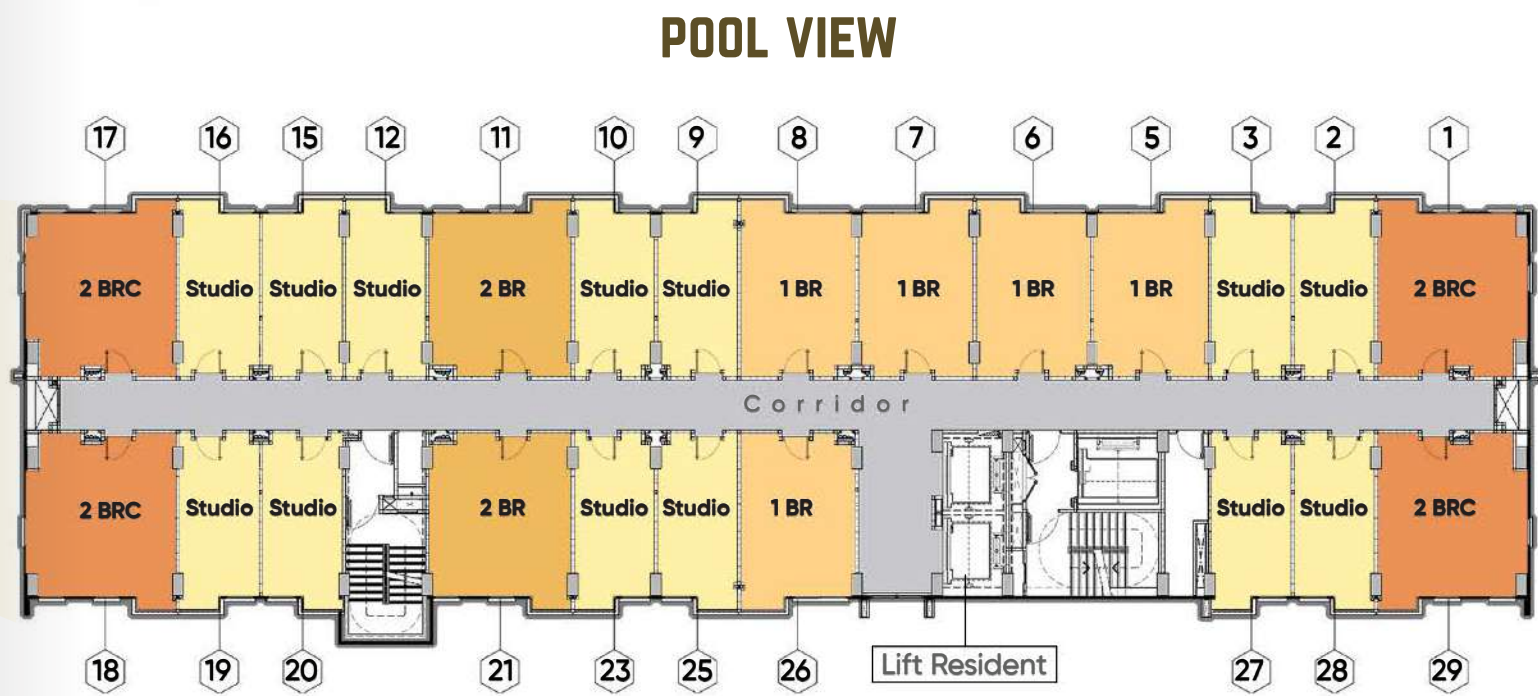 POOL VIEW
17 16 15 12 11 10 9 8 7 6 5 3 2 1
2 BRC Studio Studio Studio 2 BR Studio Studio 1 BR 1 BR 1 BR 1 BR Studio Studio 2 BRC
Corridor
2 BRC Studio Studio 2 BR Studio Studio 1 BR Studio Studio 2 BRC
Lift Resident
18 19 20 21 23 25 26 27 28 29